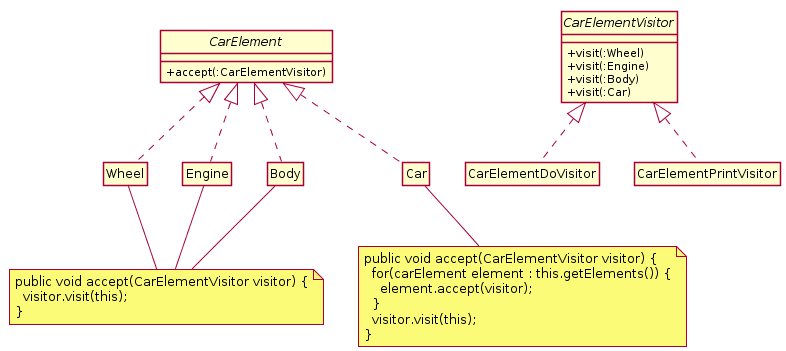 CarElement
+accept(:CarElementVisitor)
CarElementVisitor
+visit(:Wheel)
+visit(:Engine)
+visit(:Body)
+visit(:Car)
Wheel
Engine
Body
Car
CarElementDoVisitor
CarElementPrintVisitor
public void accept(CarElementVisitor visitor) {
visitor.visit(this);
}
public void accept(CarElementVisitor visitor) {
for(carElement element : this.getElements()) {
element.accept(visitor);
}
visitor.visit(this);
}